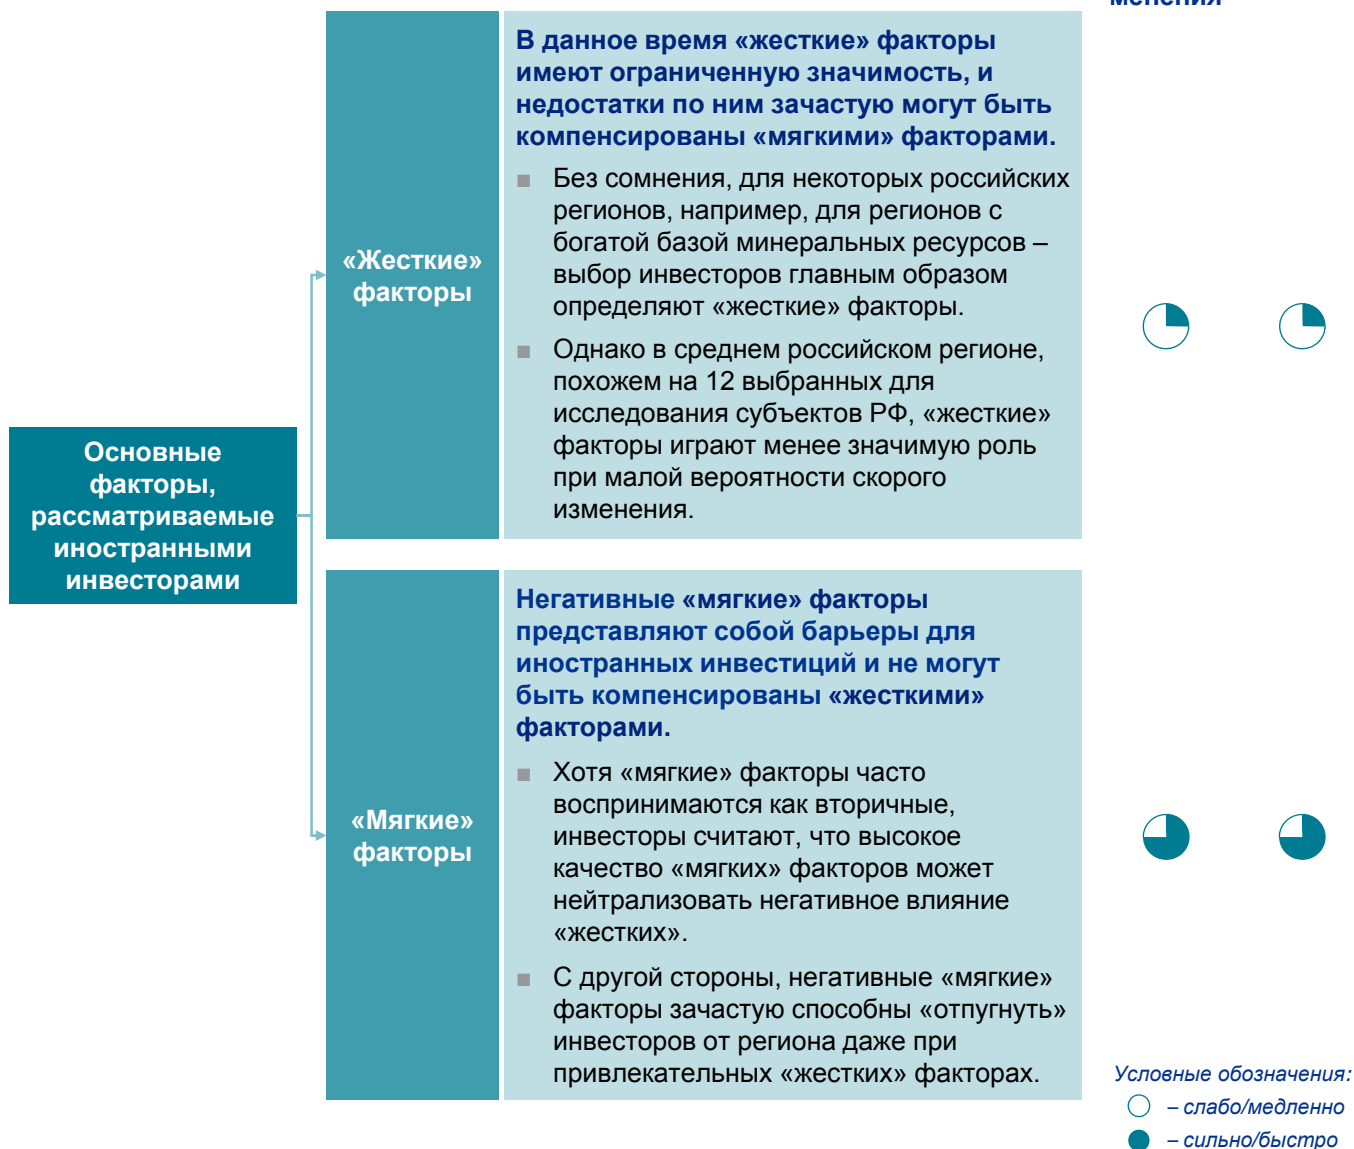 менения
Основные
факторы,
рассматриваемые
иностранными
инвесторами
«Жесткие»
факторы
В данное время «жесткие» факторы
имеют ограниченную значимость, и
недостатки по ним зачастую могут быть
компенсированы «мягкими» факторами.
■ Без сомнения, для некоторых российских
регионов, например, для регионов с
богатой базой минеральных ресурсов –
выбор инвесторов главным образом
определяют «жесткие» факторы.
■ Однако в среднем российском регионе,
похожем на 12 выбранных для
исследования субъектов РФ, «жесткие»
факторы играют менее значимую роль
при малой вероятности скорого
изменения.
«Мягкие»
факторы
Негативные «мягкие» факторы
представляют собой барьеры для
иностранных инвестиций и не могут
быть компенсированы «жесткими»
факторами.
■ Хотя «мягкие» факторы часто
воспринимаются как вторичные,
инвесторы считают, что высокое
качество «мягких» факторов может
нейтрализовать негативное влияние
«жестких».
■ С другой стороны, негативные «мягкие»
факторы зачастую способны «отпугнуть»
инвесторов от региона даже при
привлекательных «жестких» факторах.
Условные обозначения:
– слабо/медленно
– сильно/быстро